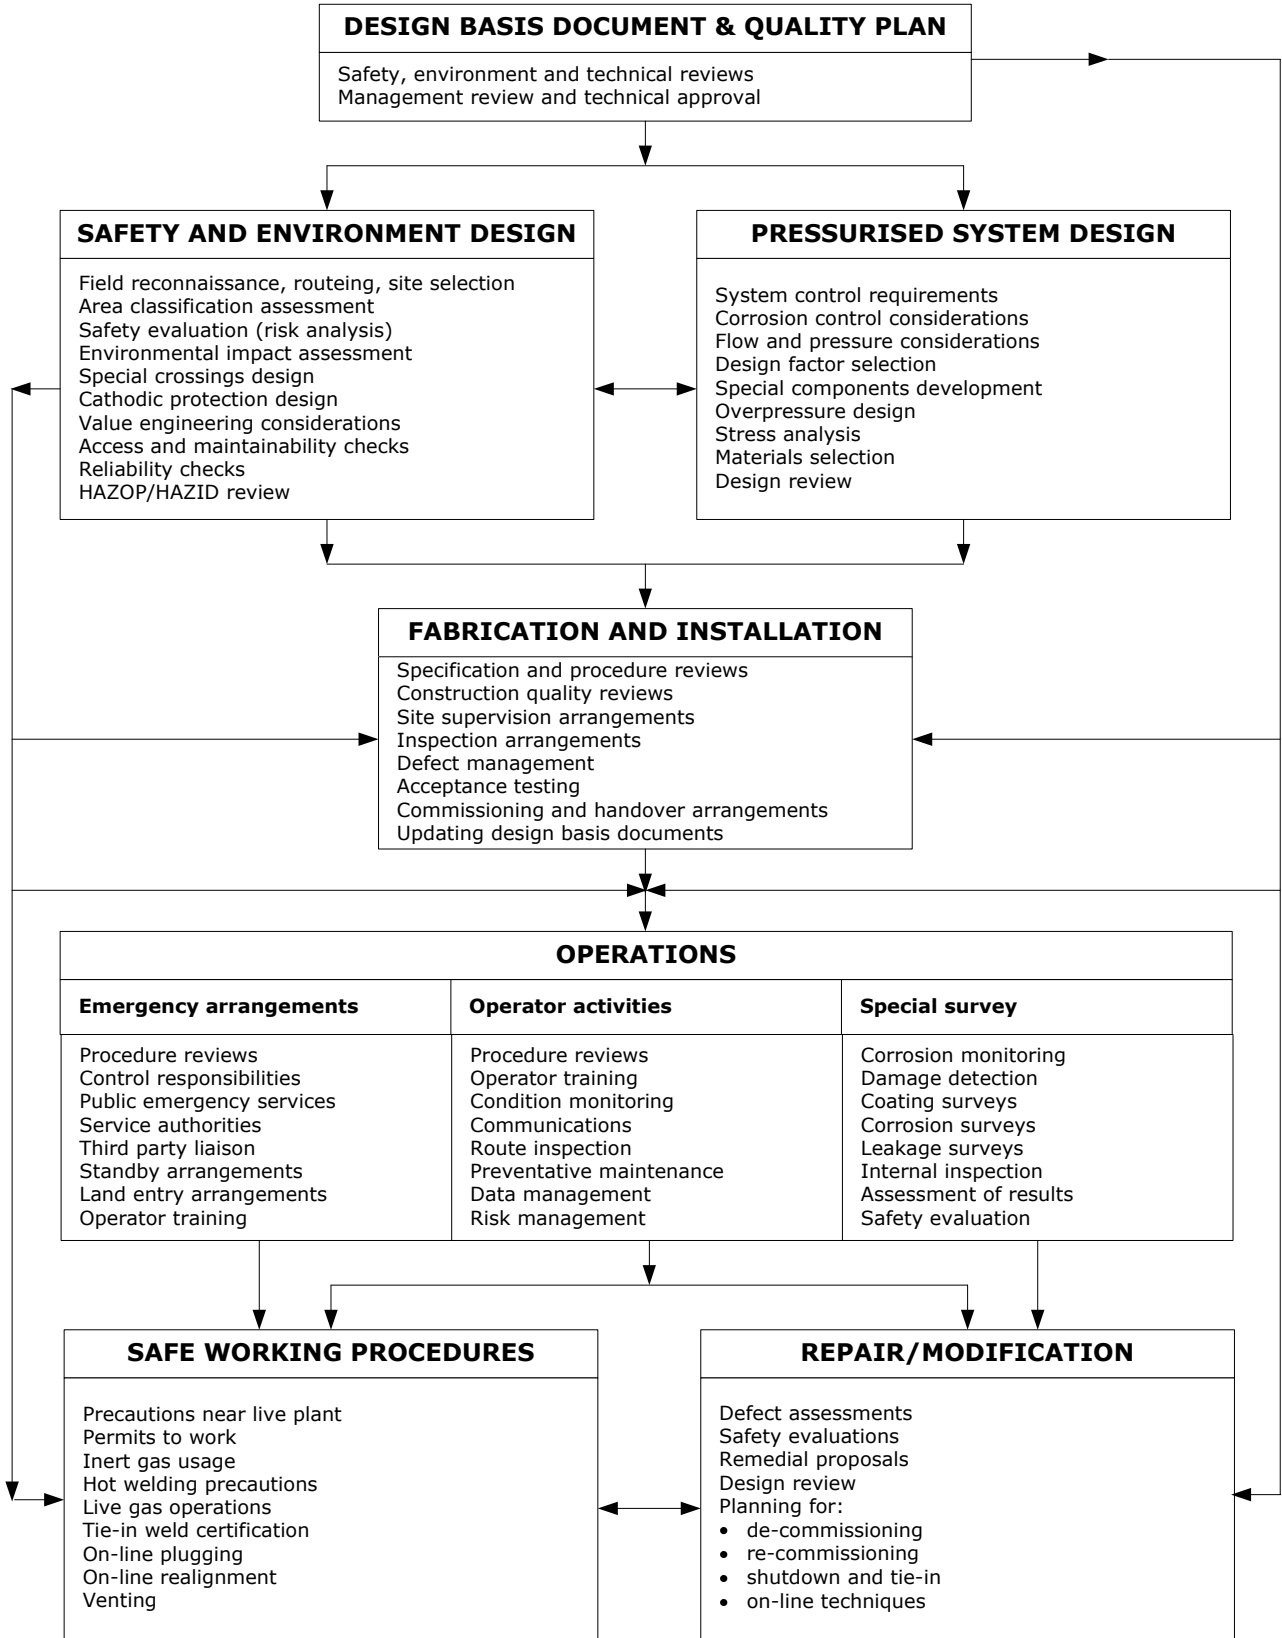 DESIGN BASIS DOCUMENT & QUALITY PLAN
Safety, environment and technical reviews
Management review and technical approval
SAFETY AND ENVIRONMENT DESIGN
Field reconnaissance, routeing, site selection
Area classification assessment
Safety evaluation (risk analysis)
Environmental impact assessment
Special crossings design
Cathodic protection design
Value engineering considerations
Access and maintainability checks
Reliability checks
HAZOP/HAZID review
PRESSURISED SYSTEM DESIGN
System control requirements
Corrosion control considerations
Flow and pressure considerations
Design factor selection
Special components development
Overpressure design
Stress analysis
Materials selection
Design review
FABRICATION AND INSTALLATION
Specification and procedure reviews
Construction quality reviews
Site supervision arrangements
Inspection arrangements
Defect management
Acceptance testing
Commissioning and handover arrangements
Updating design basis documents
OPERATIONS
Emergency arrangements
Procedure reviews
Control responsibilities
Public emergency services
Service authorities
Third party liaison
Standby arrangements
Land entry arrangements
Operator training
Operator activities
Procedure reviews
Operator training
Condition monitoring
Communications
Route inspection
Preventative maintenance
Data management
Risk management
Special survey
Corrosion monitoring
Damage detection
Coating surveys
Corrosion surveys
Leakage surveys
Internal inspection
Assessment of results
Safety evaluation
SAFE WORKING PROCEDURES
Precautions near live plant
Permits to work
Inert gas usage
Hot welding precautions
Live gas operations
Tie-in weld certification
On-line plugging
On-line realignment
Venting
REPAIR/MODIFICATION
Defect assessments
Safety evaluations
Remedial proposals
Design review
Planning for:
• de-commissioning
• re-commissioning
• shutdown and tie-in
• on-line techniques